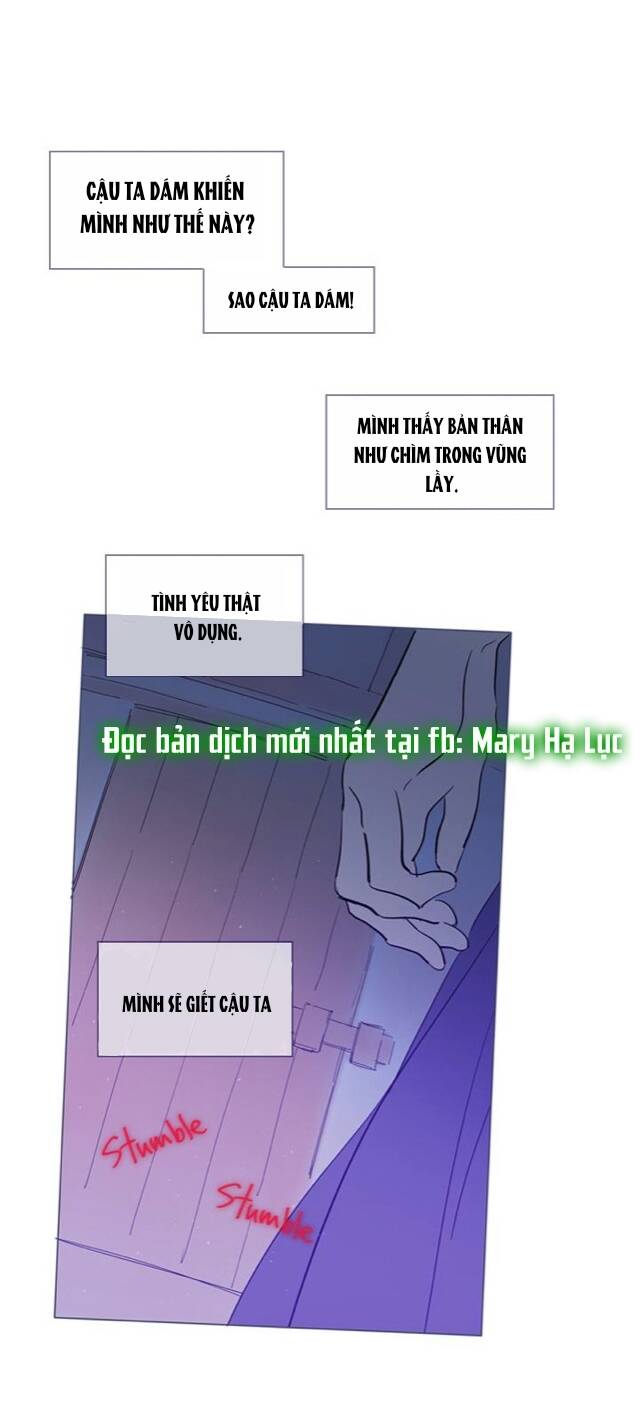 CẬU TA DÁM KHIẾN
MÌNH NHƯ THẾ NÀY?
SAO CẬU TA DÁM!
MÌNH THẤY BẢN THÂN
NHƯ CHÌM TRONG VŨNG
LẦY.
TÌNH YÊU THẬT
VÔ DỤNG.
Đọc bản dịch mới nhất tại fb: Mary Hạ Lục
MÌNH SẼ GIẾT CẬU TA
Stumble
Stumble